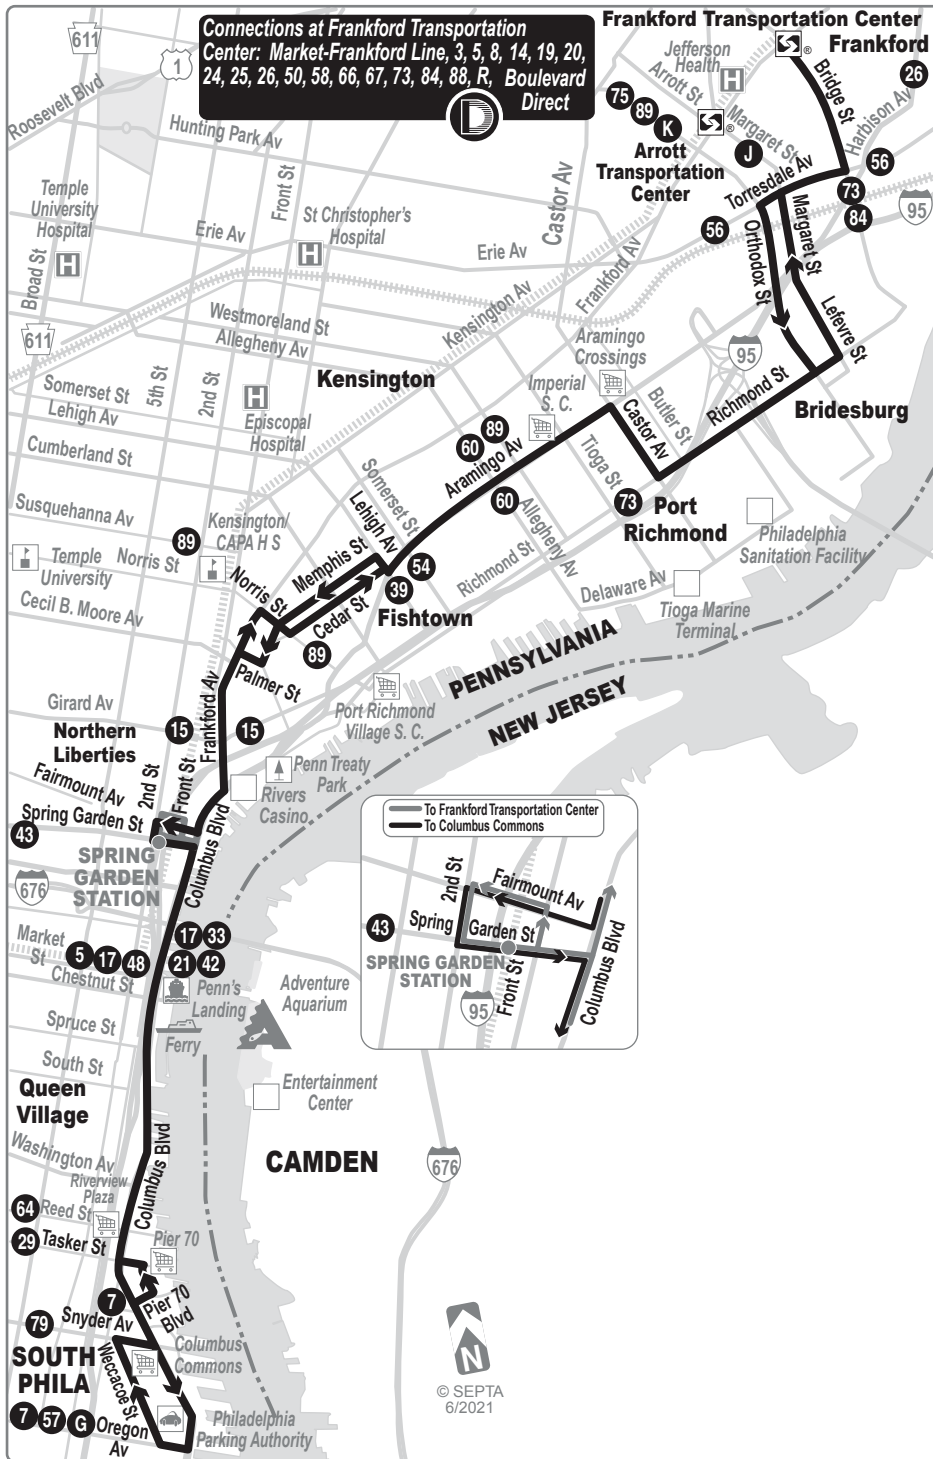 Connections at Frankford Transportation
Center: Market-Frankford Line, 3, 5, 8, 14, 19, 20,
24, 25, 26, 50, 58, 66, 67, 73, 84, 88, R, Boulevard
Direct
D
Frankford Transportation Center
Frankford
®
611
1
Roosevelt Blvd
Jefferson
Health
H
26
Arrott St
Bridge St
Harbison Av
75
89
K
®
Margaret St
J
Arrott
Transportation
Center
Hunting Park Av
Front St
Castor Av
Torresdale Av
56
73
84
95
Temple
University
Hospital
H
St Christopher's
Hospital
H
Erie Av
Erie Av
56
Orthodox St
Margaret St
Broad St
Frankford Av
Kensington Av
Lefevre St
Westmoreland St
Allegheny Av
611
Aramingo
Crossings
95
5th St
2nd St
Kensington
Imperial
S. C.
Richmond St
Bridesburg
Somerset St
Lehigh Av
H
Episcopal
Hospital
Castor Av
Butler St
Cumberland St
60
89
Aramingo Av
Tioga St
Somerset St
Lehigh Av
60
73
Port
Richmond
Susquehanna Av
Kensington/
CAPA H S
89
Allegheny Av
Philadelphia
Sanitation Facility
Temple
University
Norris St
Norris St
Memphis St
Richmond St
Delaware Av
54
39
Cecil B. Moore Av
Cedar St
Fishtown
Tioga Marine
Terminal
89
Palmer St
PENNSYLVANIA
NEW JERSEY
Girard Av
Frankford Av
Port Richmond
Village S. C.
Northern
Liberties
15
15
Penn Treaty
Park
Fairmount Av
2nd St
Front St
Rivers
Casino
Spring Garden St
43
Columbus Blvd
SPRING
GARDEN
STATION
676
To Frankford Transportation Center
To Columbus Commons
2nd St
Fairmount Av
43
Spring
Garden St
SPRING GARDEN
STATION
Front St
Columbus Blvd
95
17
33
Market
St
5
17
48
21
42
Chestnut St
Penn's
Landing
Adventure
Aquarium
Spruce St
Ferry
South St
Queen
Village
Entertainment
Center
Washington Av
Columbus Blvd
CAMDEN
676
Riverview
Plaza
64
Reed St
29
Tasker St
Pier 70
7
Pier 70
Blvd
79
Snyder Av
Columbus
Commons
SOUTH
PHILA
Weccacoe St
N
© SEPTA
6/2021
7
57
G
Oregon
Av
Philadelphia
Parking Authority